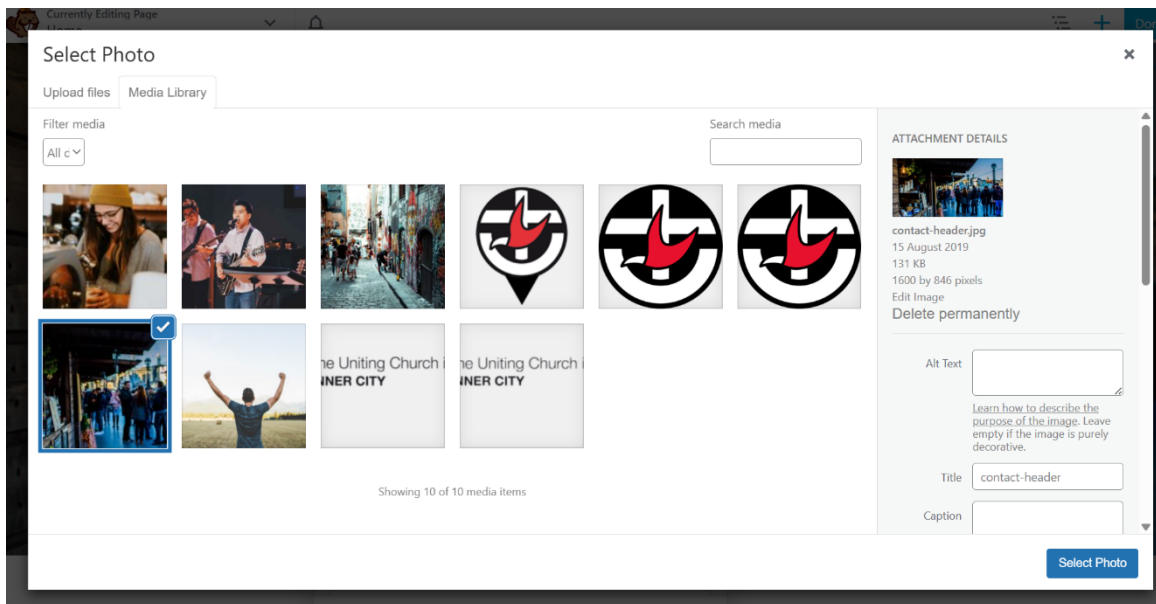 Currently Editing Page
Home
Don
Select Photo
×
Upload files
Media Library
Filter media
Search media
All c
ATTACHMENT DETAILS
contact-header.jpg
15 August 2019
131 KB
1600 by 846 pixels
Edit Image
Delete permanently
he Uniting Church i
NNER CITY
he Uniting Church i
NNER CITY
Alt Text
Learn how to describe the
purpose of the image. Leave
empty if the image is purely
decorative.
Showing 10 of 10 media items
Title
contact-header
Caption
Select Photo